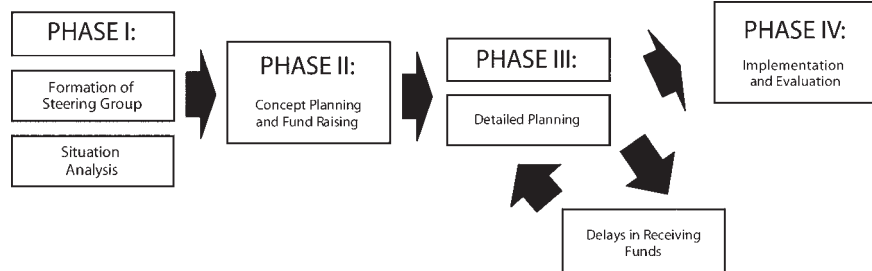 PHASE I:
Formation of
Steering Group
Situation
Analysis
PHASE II:
Concept Planning
and Fund Raising
PHASE III:
Detailed Planning
PHASE IV:
Implementation
and Evaluation
Delays in Receiving
Funds